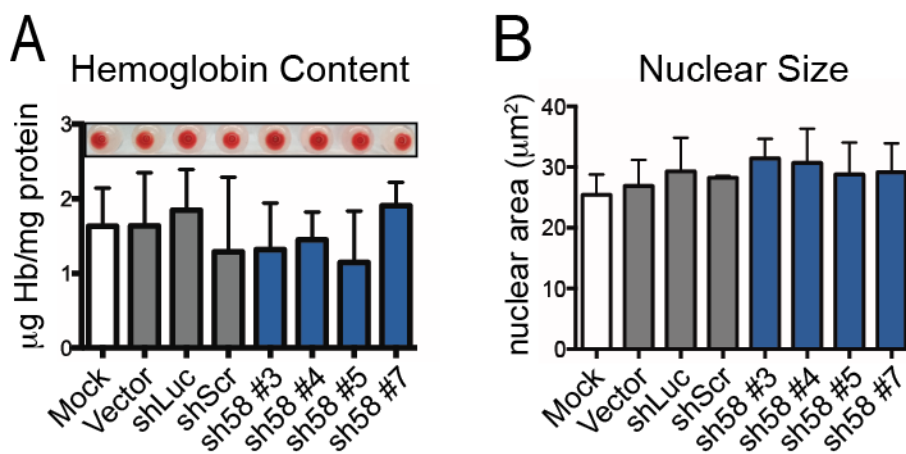 A
Hemoglobin Content
μg Hb/mg protein
3
2
1
0
Mock
Vector
shLuc
shScr
sh58 #3
sh58 #4
sh58 #5
sh58 #7
B
Nuclear Size
nuclear area (μm²)
40
30
20
10
0
Mock
Vector
shLuc
shScr
sh58 #3
sh58 #4
sh58 #5
sh58 #7